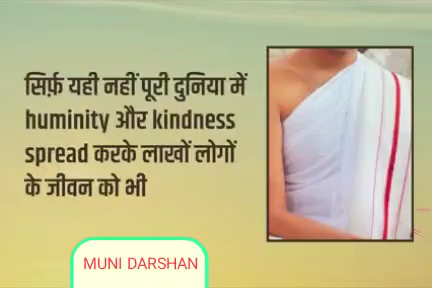 सिर्फ़ यही नहीं पूरी दुनिया में
huminity और kindness
spread करके लाखों लोगों
के जीवन को भी
MUNI DARSHAN